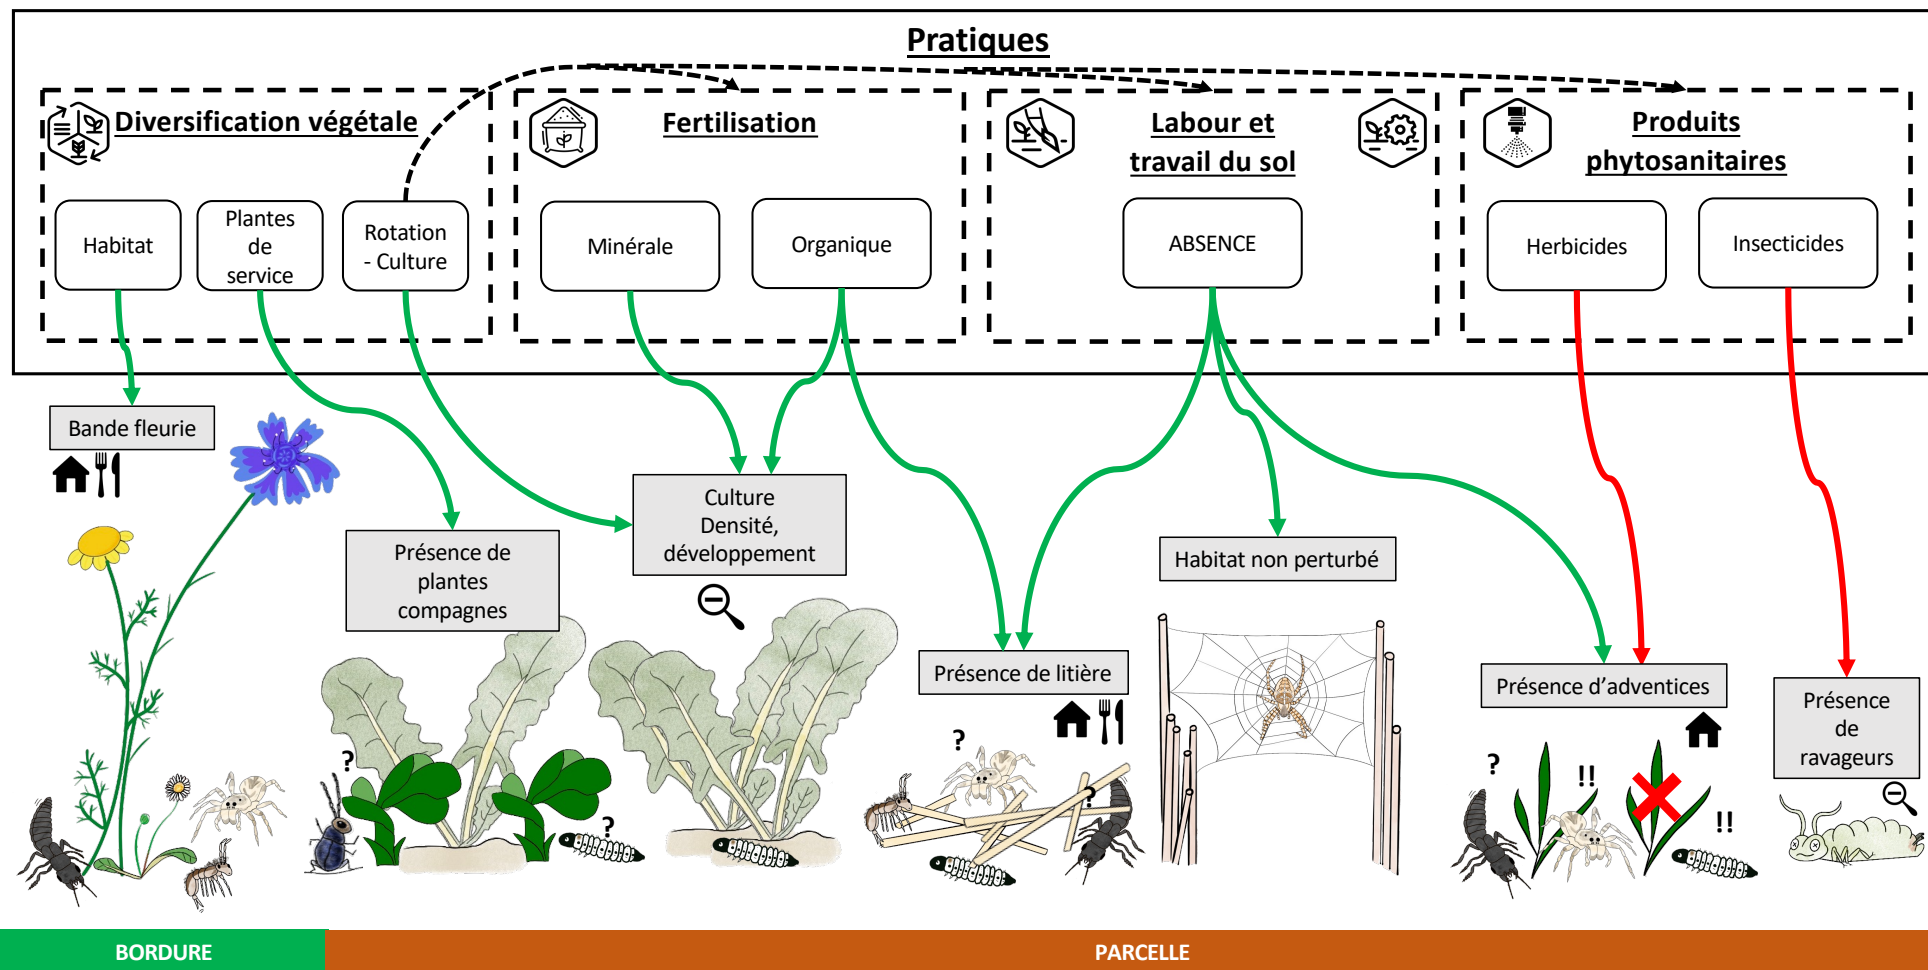 Pratiques
Diversification végétale
Habitat
Plantes
de
service
Rotation
- Culture
Fertilisation
Minérale
Organique
Labour et
travail du sol
ABSENCE
Produits
phytosanitaires
Herbicides
Insecticides
Bande fleurie
Présence de
plantes
compagnes
Culture
Densité,
développement
Présence de litière
Habitat non perturbé
Présence d’adventices
Présence
de
ravageurs
?
?
?
?
?
!!
!!
BORDURE
PARCELLE